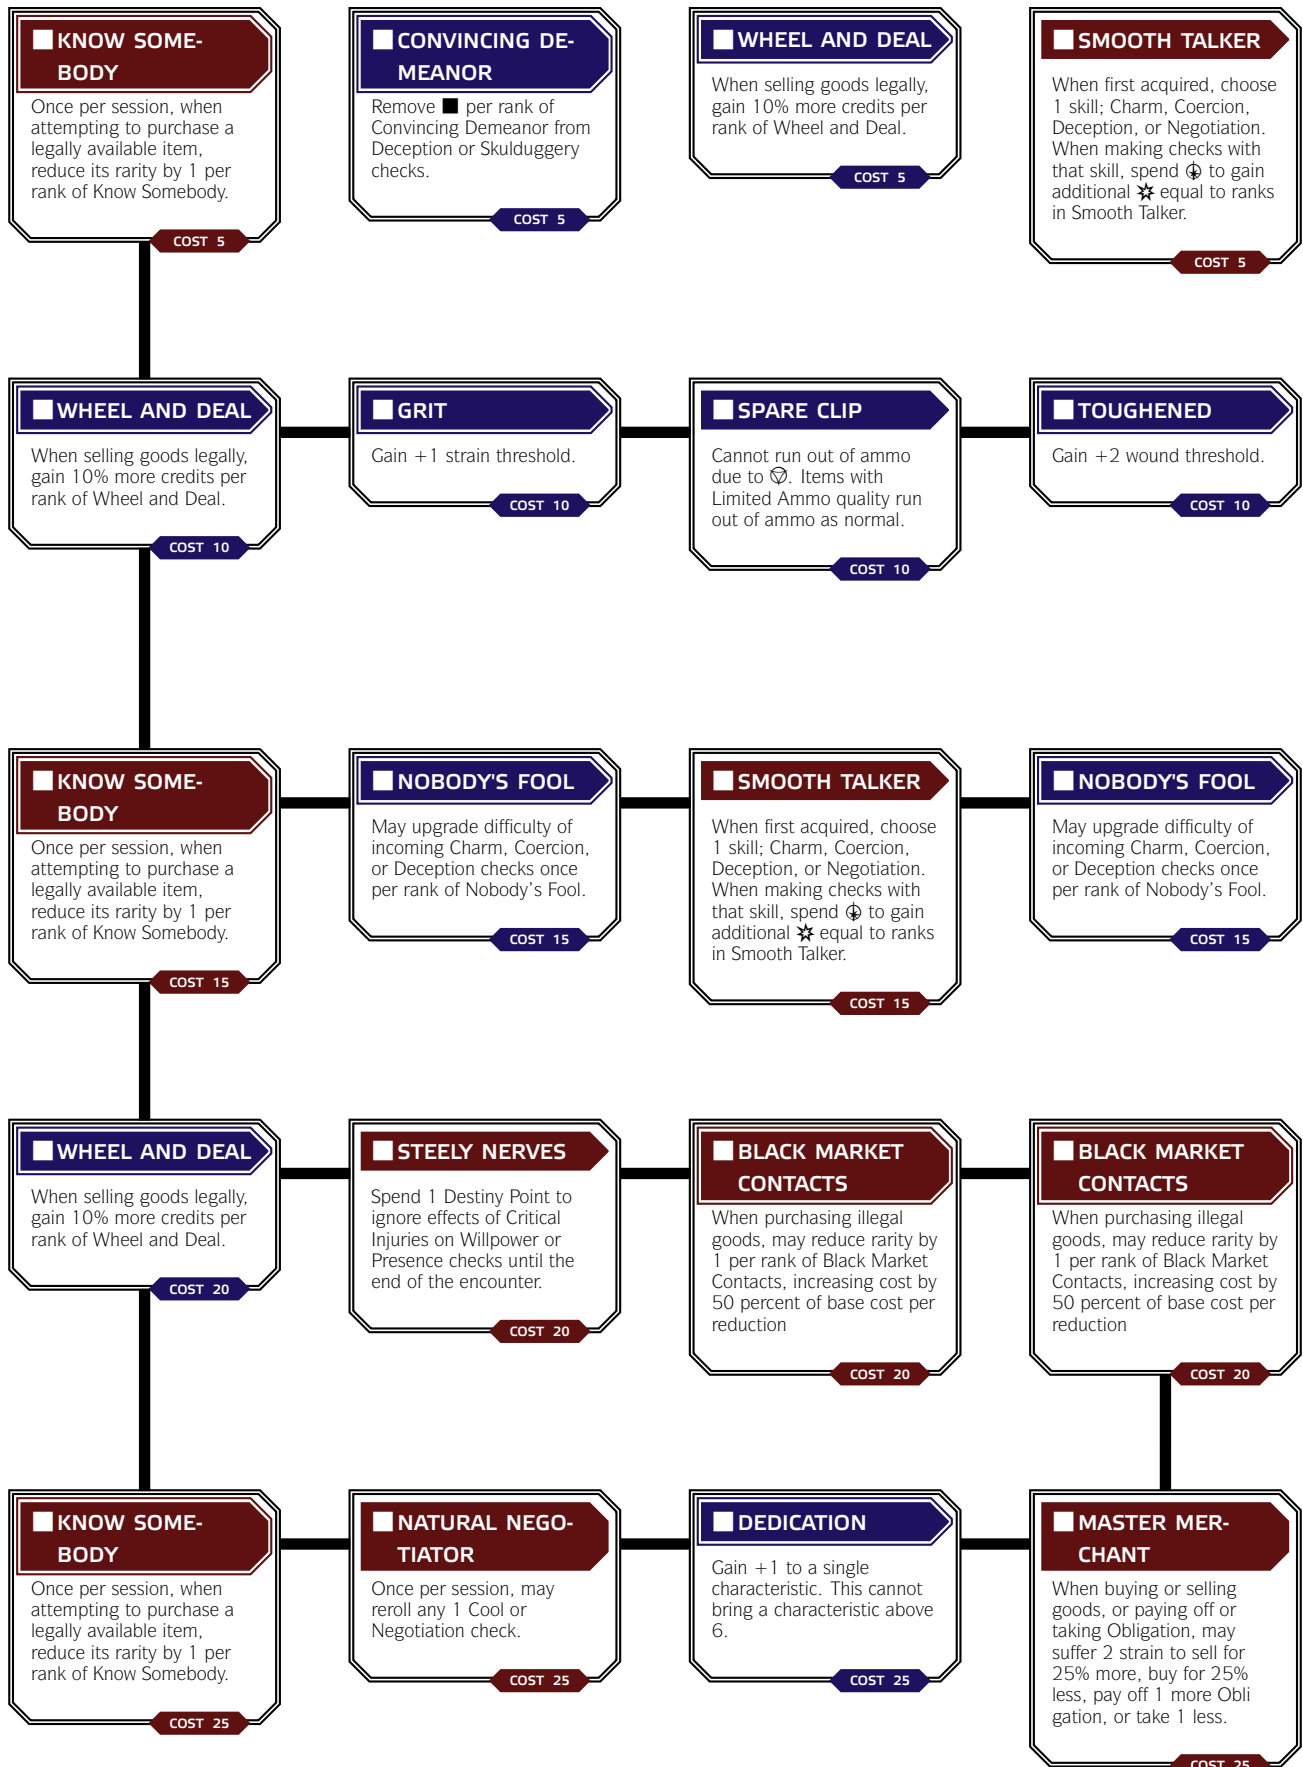 KNOW SOME-
BODY
Once per session, when
attempting to purchase a
legally available item,
reduce its rarity by 1 per
rank of Know Somebody.
COST 5
CONVINCING DE-
MEANOR
Remove ■ per rank of
Convincing Demeanor from
Deception or Skulduggery
checks.
COST 5
WHEEL AND DEAL
When selling goods legally,
gain 10% more credits per
rank of Wheel and Deal.
COST 5
SMOOTH TALKER
When first acquired, choose
1 skill; Charm, Coercion,
Deception, or Negotiation.
When making checks with
that skill, spend to gain
additional equal to ranks
in Smooth Talker.
COST 5
WHEEL AND DEAL
When selling goods legally,
gain 10% more credits per
rank of Wheel and Deal.
COST 10
GRIT
Gain +1 strain threshold.
COST 10
SPARE CLIP
Cannot run out of ammo
due to . Items with
Limited Ammo quality run
out of ammo as normal.
COST 10
TOUGHENED
Gain +2 wound threshold.
COST 10
KNOW SOME-
BODY
Once per session, when
attempting to purchase a
legally available item,
reduce its rarity by 1 per
rank of Know Somebody.
COST 15
NOBODY'S FOOL
May upgrade difficulty of
incoming Charm, Coercion,
or Deception checks once
per rank of Nobody's Fool.
COST 15
SMOOTH TALKER
When first acquired, choose
1 skill; Charm, Coercion,
Deception, or Negotiation.
When making checks with
that skill, spend to gain
additional equal to ranks
in Smooth Talker.
COST 15
NOBODY'S FOOL
May upgrade difficulty of
incoming Charm, Coercion,
or Deception checks once
per rank of Nobody's Fool.
COST 15
WHEEL AND DEAL
When selling goods legally,
gain 10% more credits per
rank of Wheel and Deal.
COST 20
STEELY NERVES
Spend 1 Destiny Point to
ignore effects of Critical
Injuries on Willpower or
Presence checks until the
end of the encounter.
COST 20
BLACK MARKET
CONTACTS
When purchasing illegal
goods, may reduce rarity by
1 per rank of Black Market
Contacts, increasing cost by
50 percent of base cost per
reduction
COST 20
BLACK MARKET
CONTACTS
When purchasing illegal
goods, may reduce rarity by
1 per rank of Black Market
Contacts, increasing cost by
50 percent of base cost per
reduction
COST 20
KNOW SOME-
BODY
Once per session, when
attempting to purchase a
legally available item,
reduce its rarity by 1 per
rank of Know Somebody.
COST 25
NATURAL NEGO-
TIATOR
Once per session, may
reroll any 1 Cool or
Negotiation check.
COST 25
DEDICATION
Gain +1 to a single
characteristic. This cannot
bring a characteristic above
6.
COST 25
MASTER MER-
CHANT
When buying or selling
goods, or paying off or
taking Obligation, may
suffer 2 strain to sell for
25% more, buy for 25%
less, pay off 1 more Obli
gation, or take 1 less.
COST 25